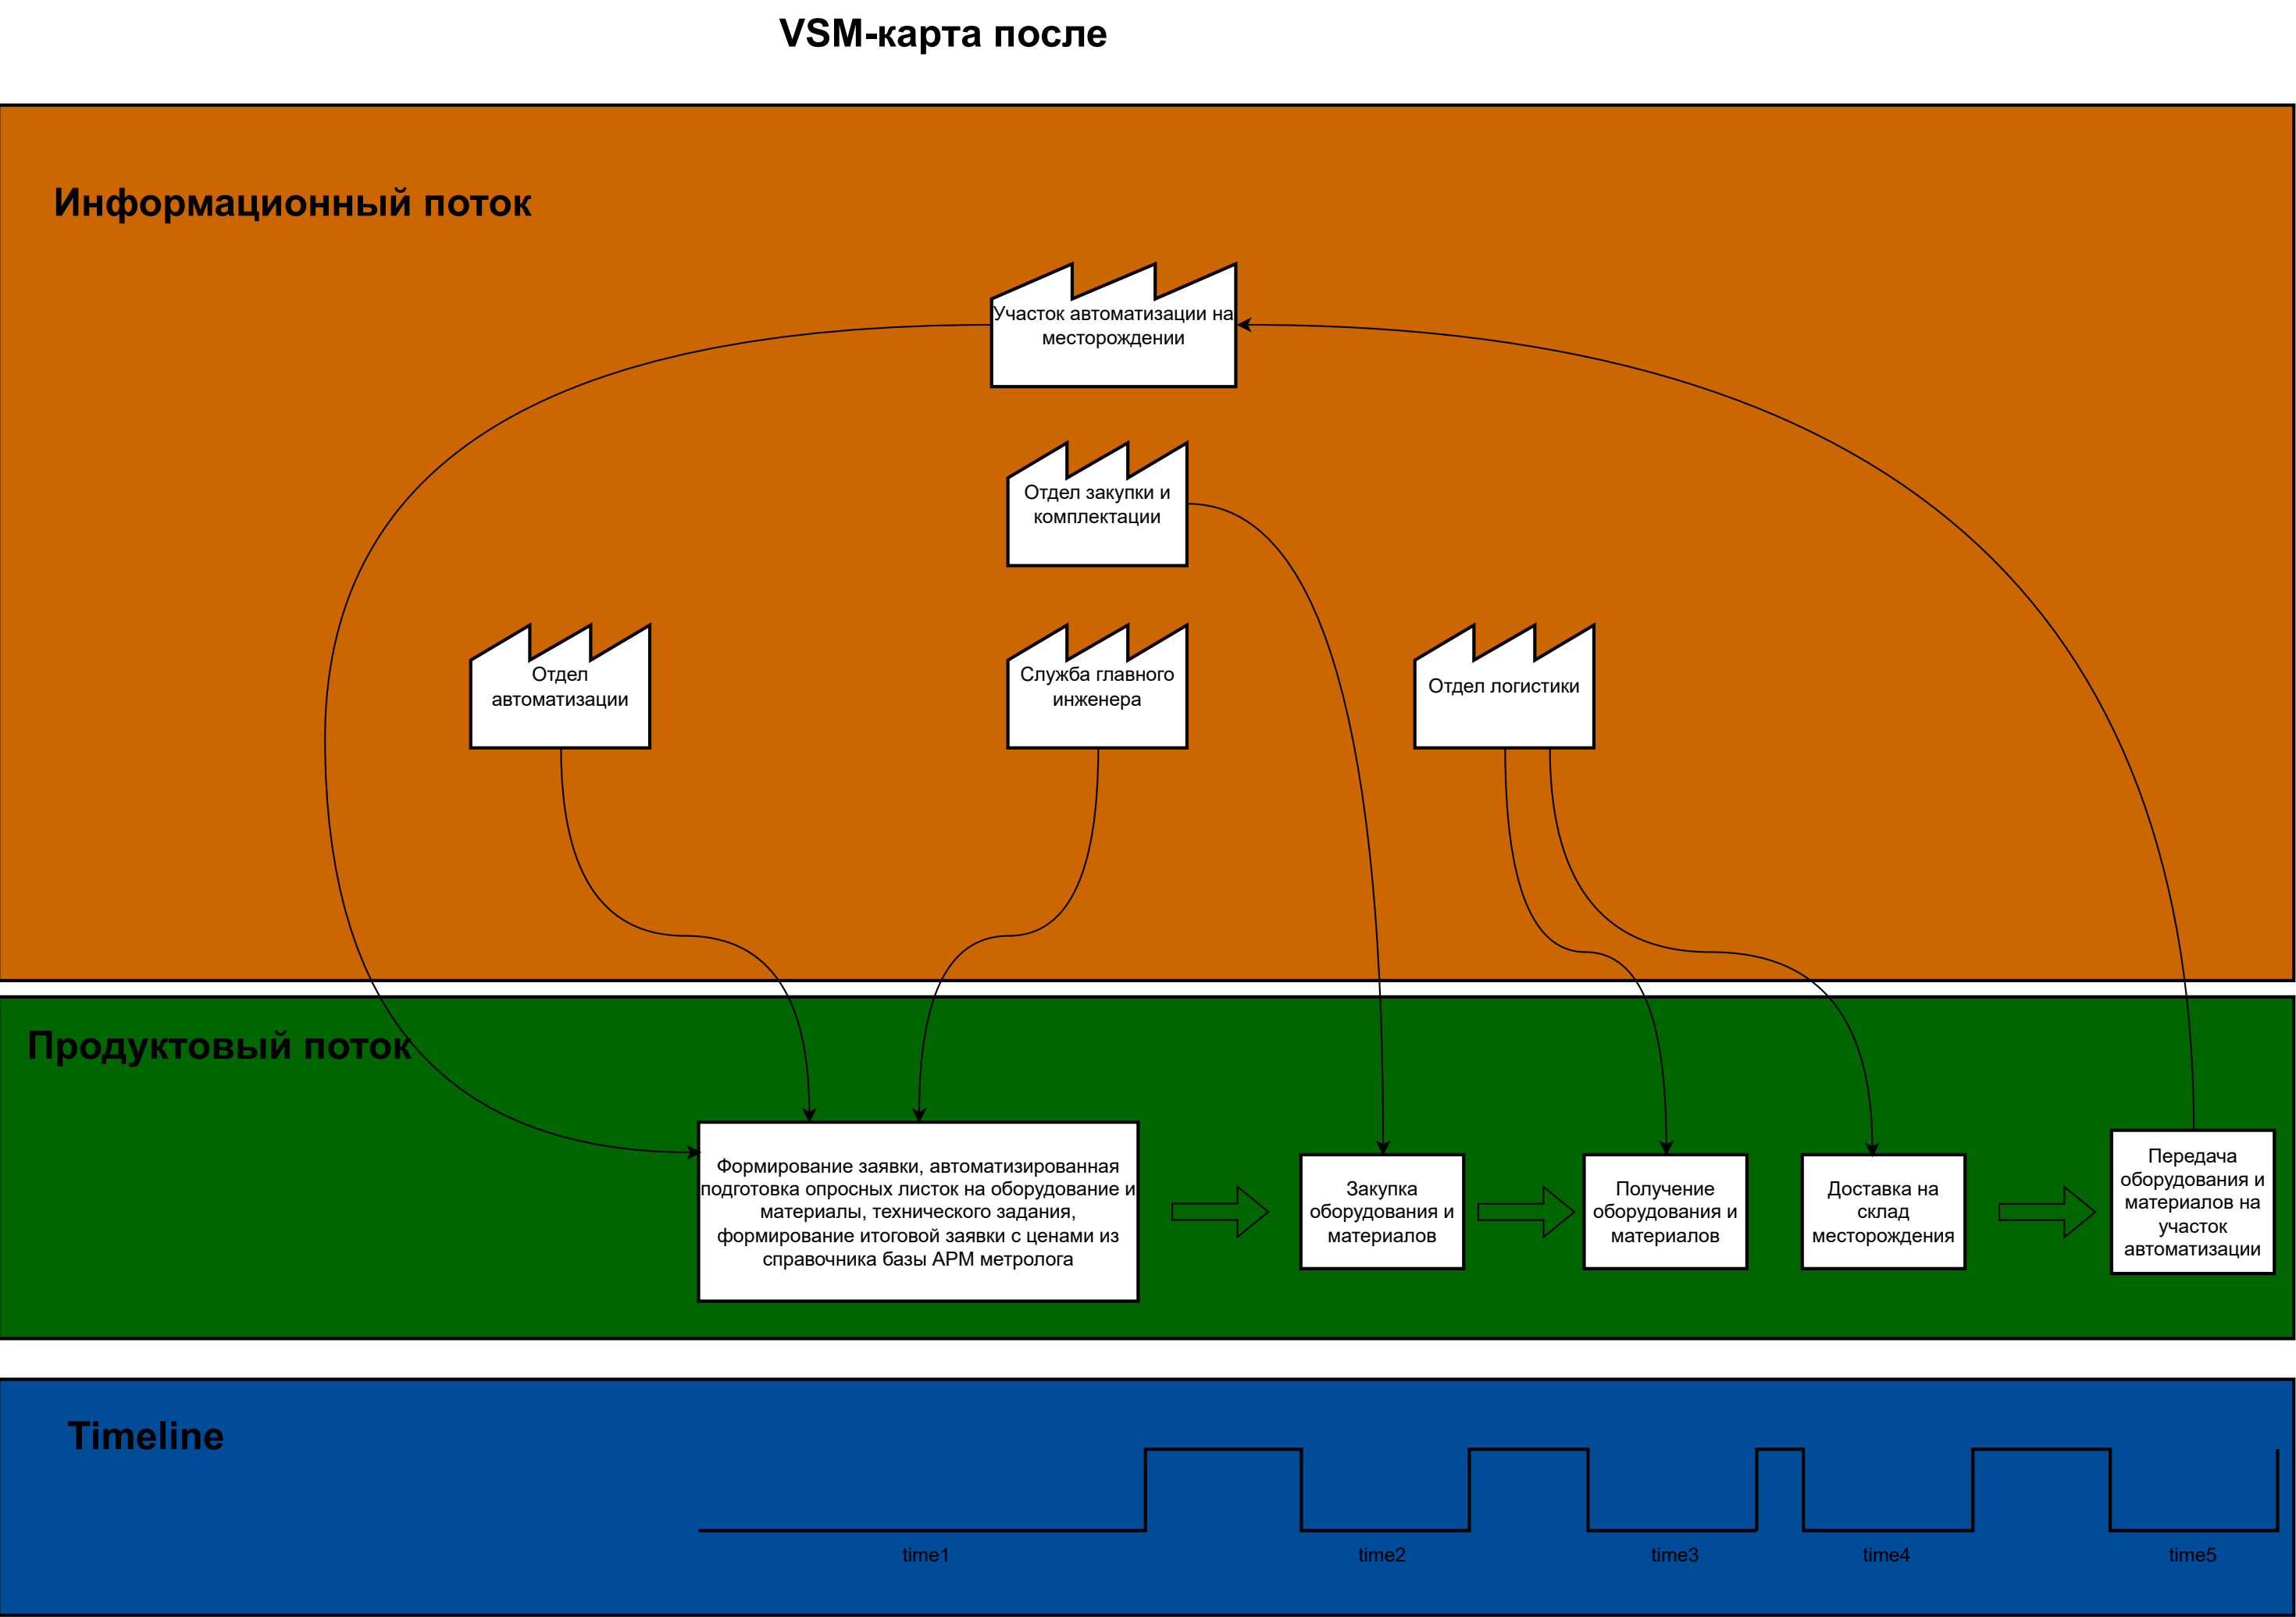 VSM-карта после
Информационный поток
Участок автоматизации на
месторождении
Отдел закупки и
комплектации
Отдел
автоматизации
Служба главного
инженера
Отдел логистики
Продуктовый поток
Формирование заявки, автоматизированная
подготовка опросных листок на оборудование и
материалы, технического задания,
формирование итоговой заявки с ценами из
справочника базы АРМ метролога
Закупка
оборудования и
материалов
Получение
оборудования и
материалов
Доставка на
склад
месторождения
Передача
оборудования и
материалов на
участок
автоматизации
Timeline
time1
time2
time3
time4
time5